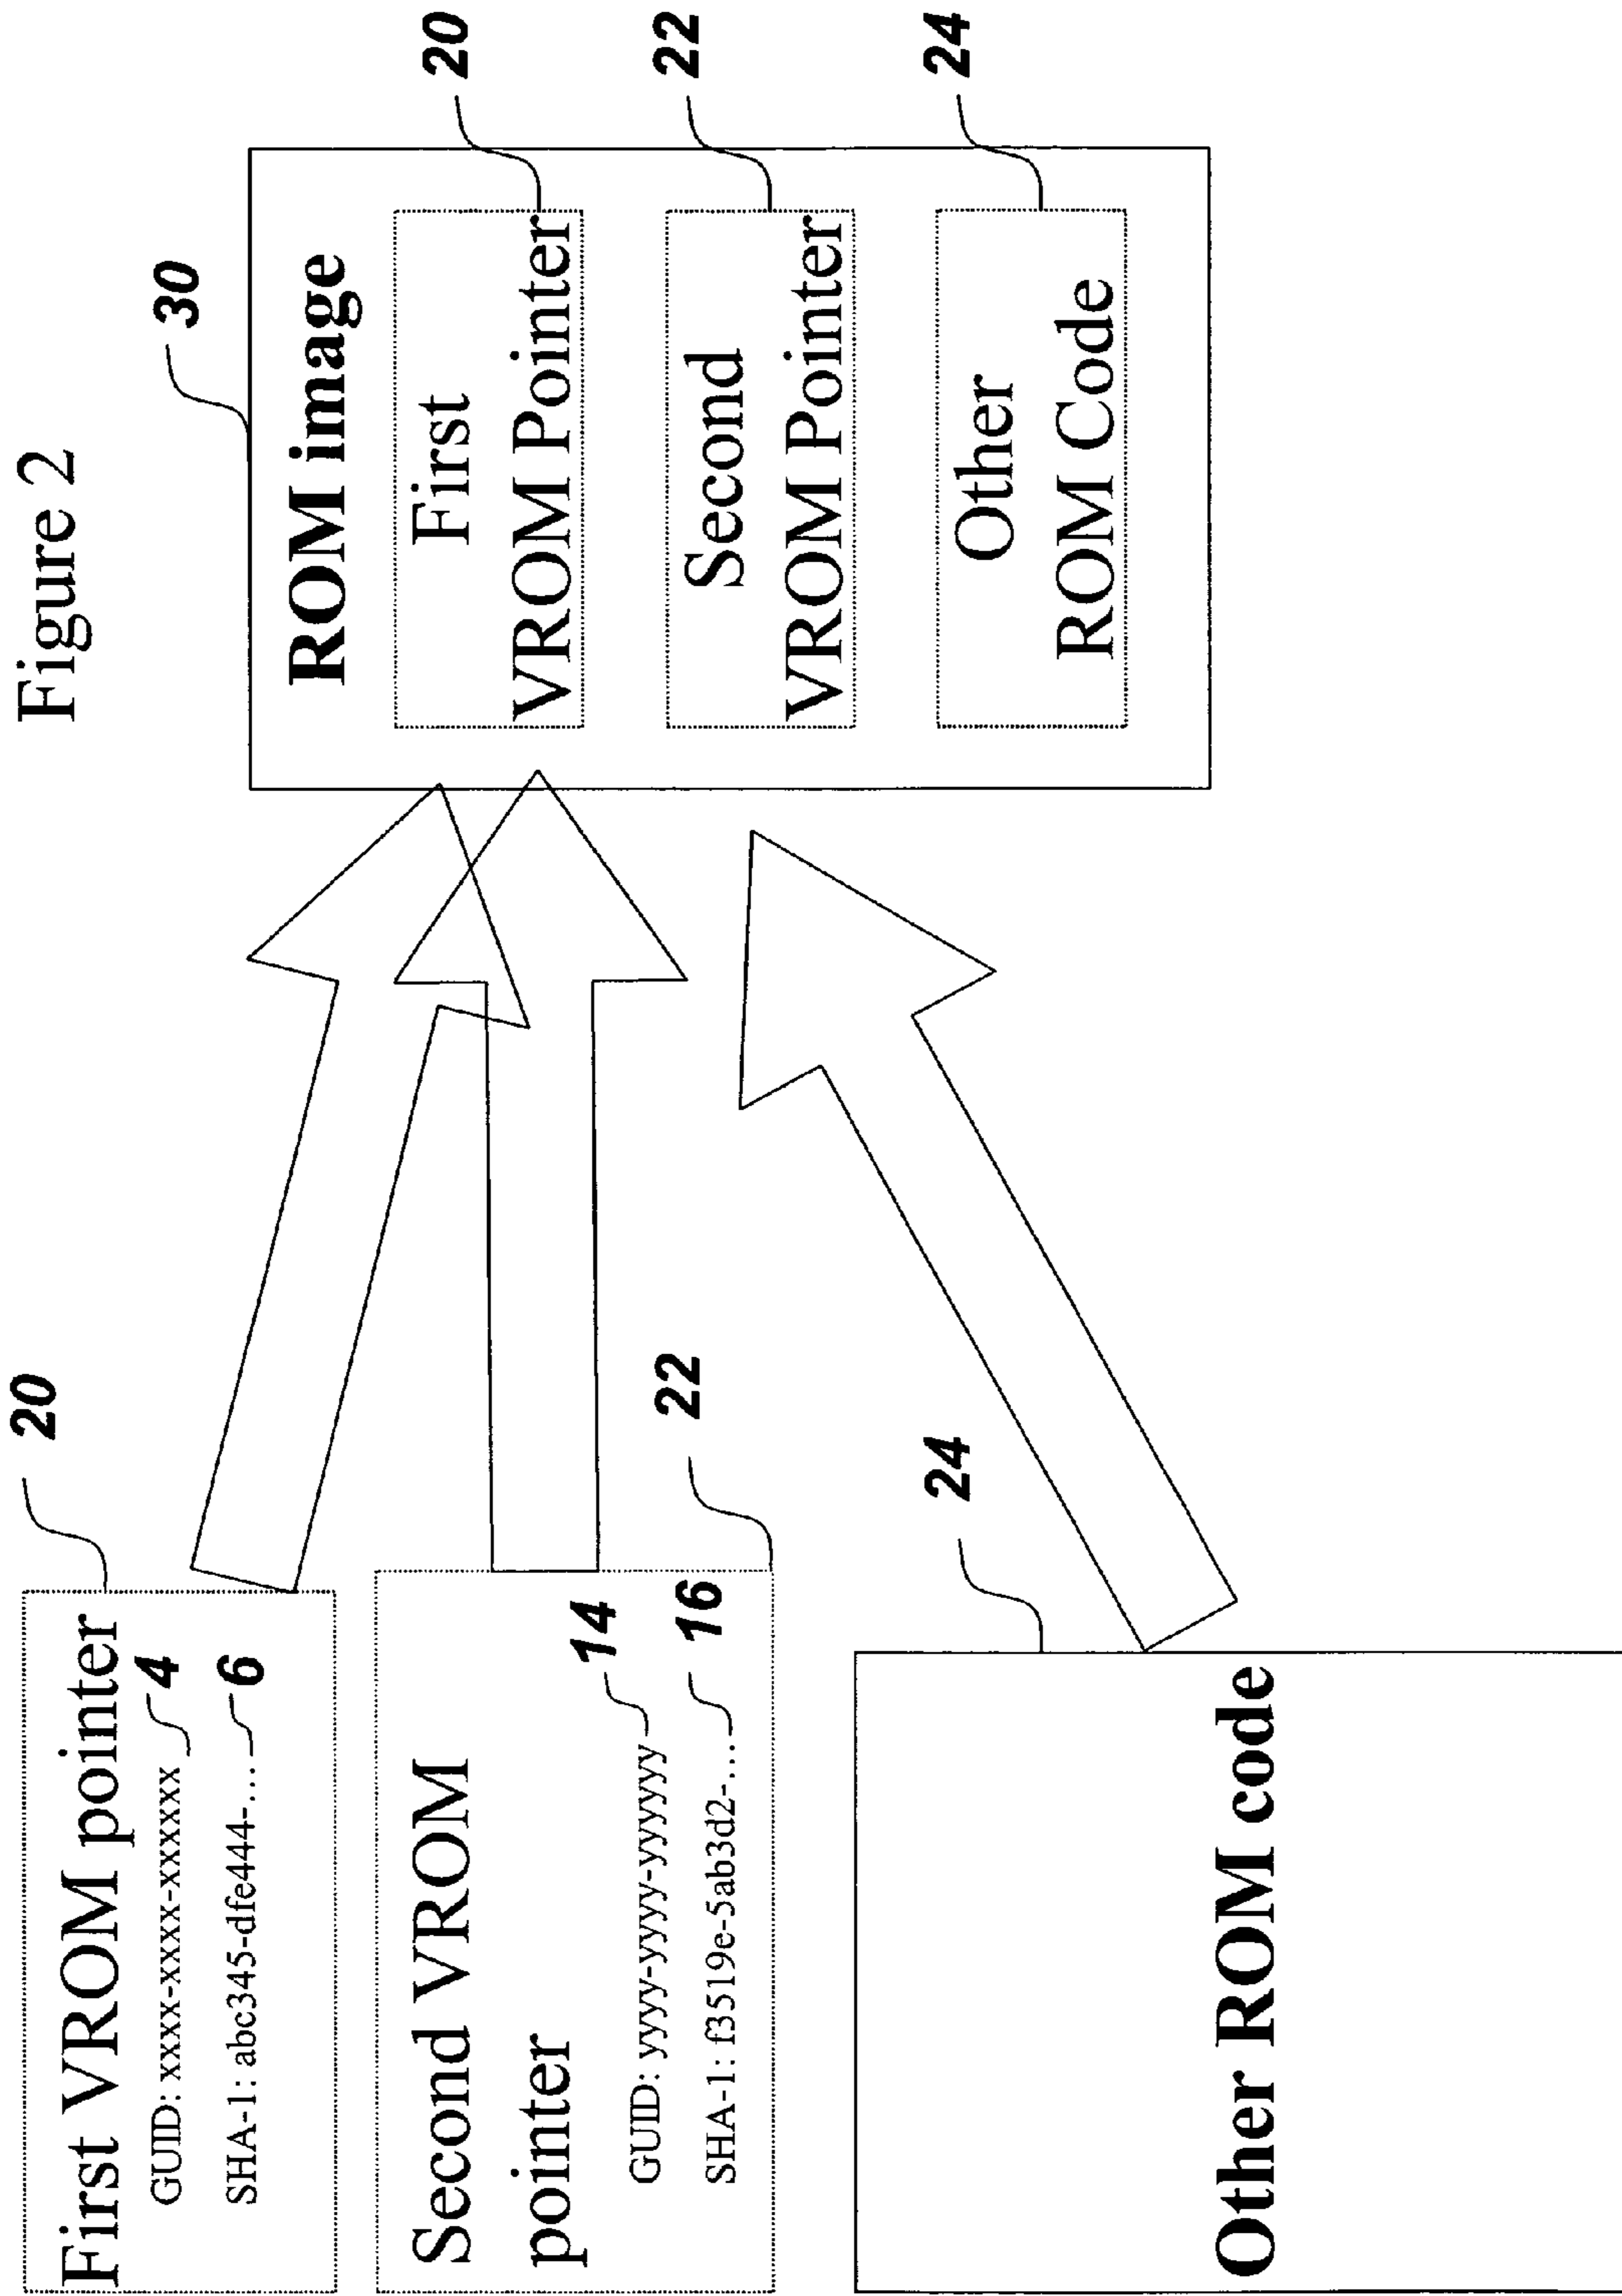 Figure 2
20
First VROM pointer
GUID: xxxx-xxxx-xxxxxx
4
SHA-1: abc345-dfe444-...
6
22
Second VROM
pointer
GUID: yyyy-yyyy-yyyyyy
14
SHA-1: f3519e-5ab3d2-...
16
24
Other ROM code
30
ROM image
First
VROM Pointer
20
Second
VROM Pointer
22
Other
ROM Code
24